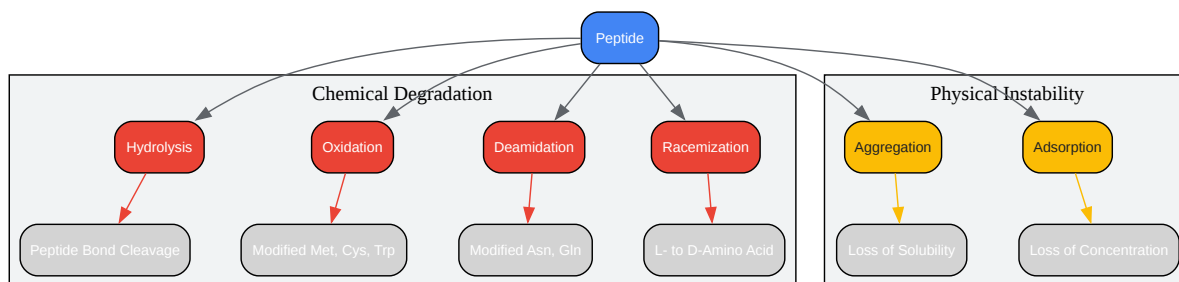 Peptide
Chemical Degradation
Physical Instability
Hydrolysis
Oxidation
Deamidation
Racemization
Aggregation
Adsorption
Peptide Bond Cleavage
Modified Met, Cys, Trp
Modified Asn, Gln
L- to D-Amino Acid
Loss of Solubility
Loss of Concentration